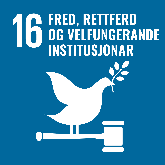 16 FRED, RETTFERD
OG VELFUNGERANDE
INSTITUSJONAR